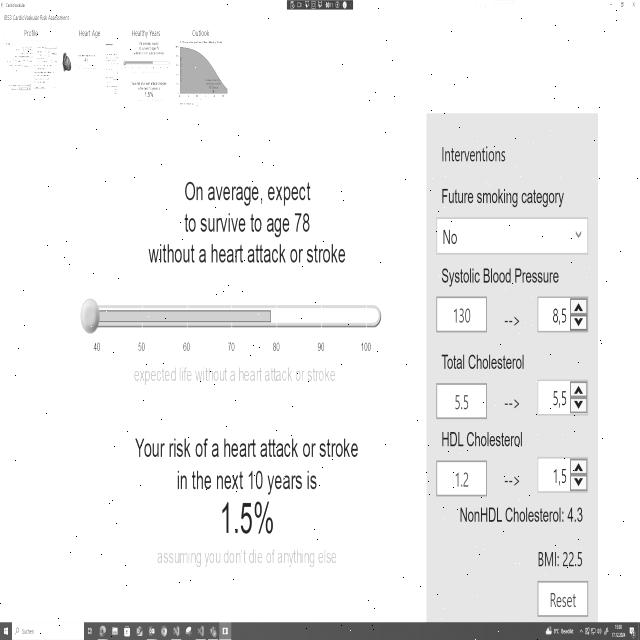 CardioVaskular
JBS3 CardioVaskular Risk Assessment
Profile
Heart Age
Healthy Years
Outlook
1.5%
On average, expect
to survive to age 78
without a heart attack or stroke
40 50 60 70 80 90 100
expected life without a heart attack or stroke
Your risk of a heart attack or stroke
in the next 10 years is
1.5%
assuming you don't die of anything else
Interventions
Future smoking category
No
Systolic Blood Pressure
130 --> 8,5
Total Cholesterol
5.5 --> 5,5
HDL Cholesterol
1.2 --> 1,5
NonHDL Cholesterol: 4.3
BMI: 22.5
Reset
Suchen